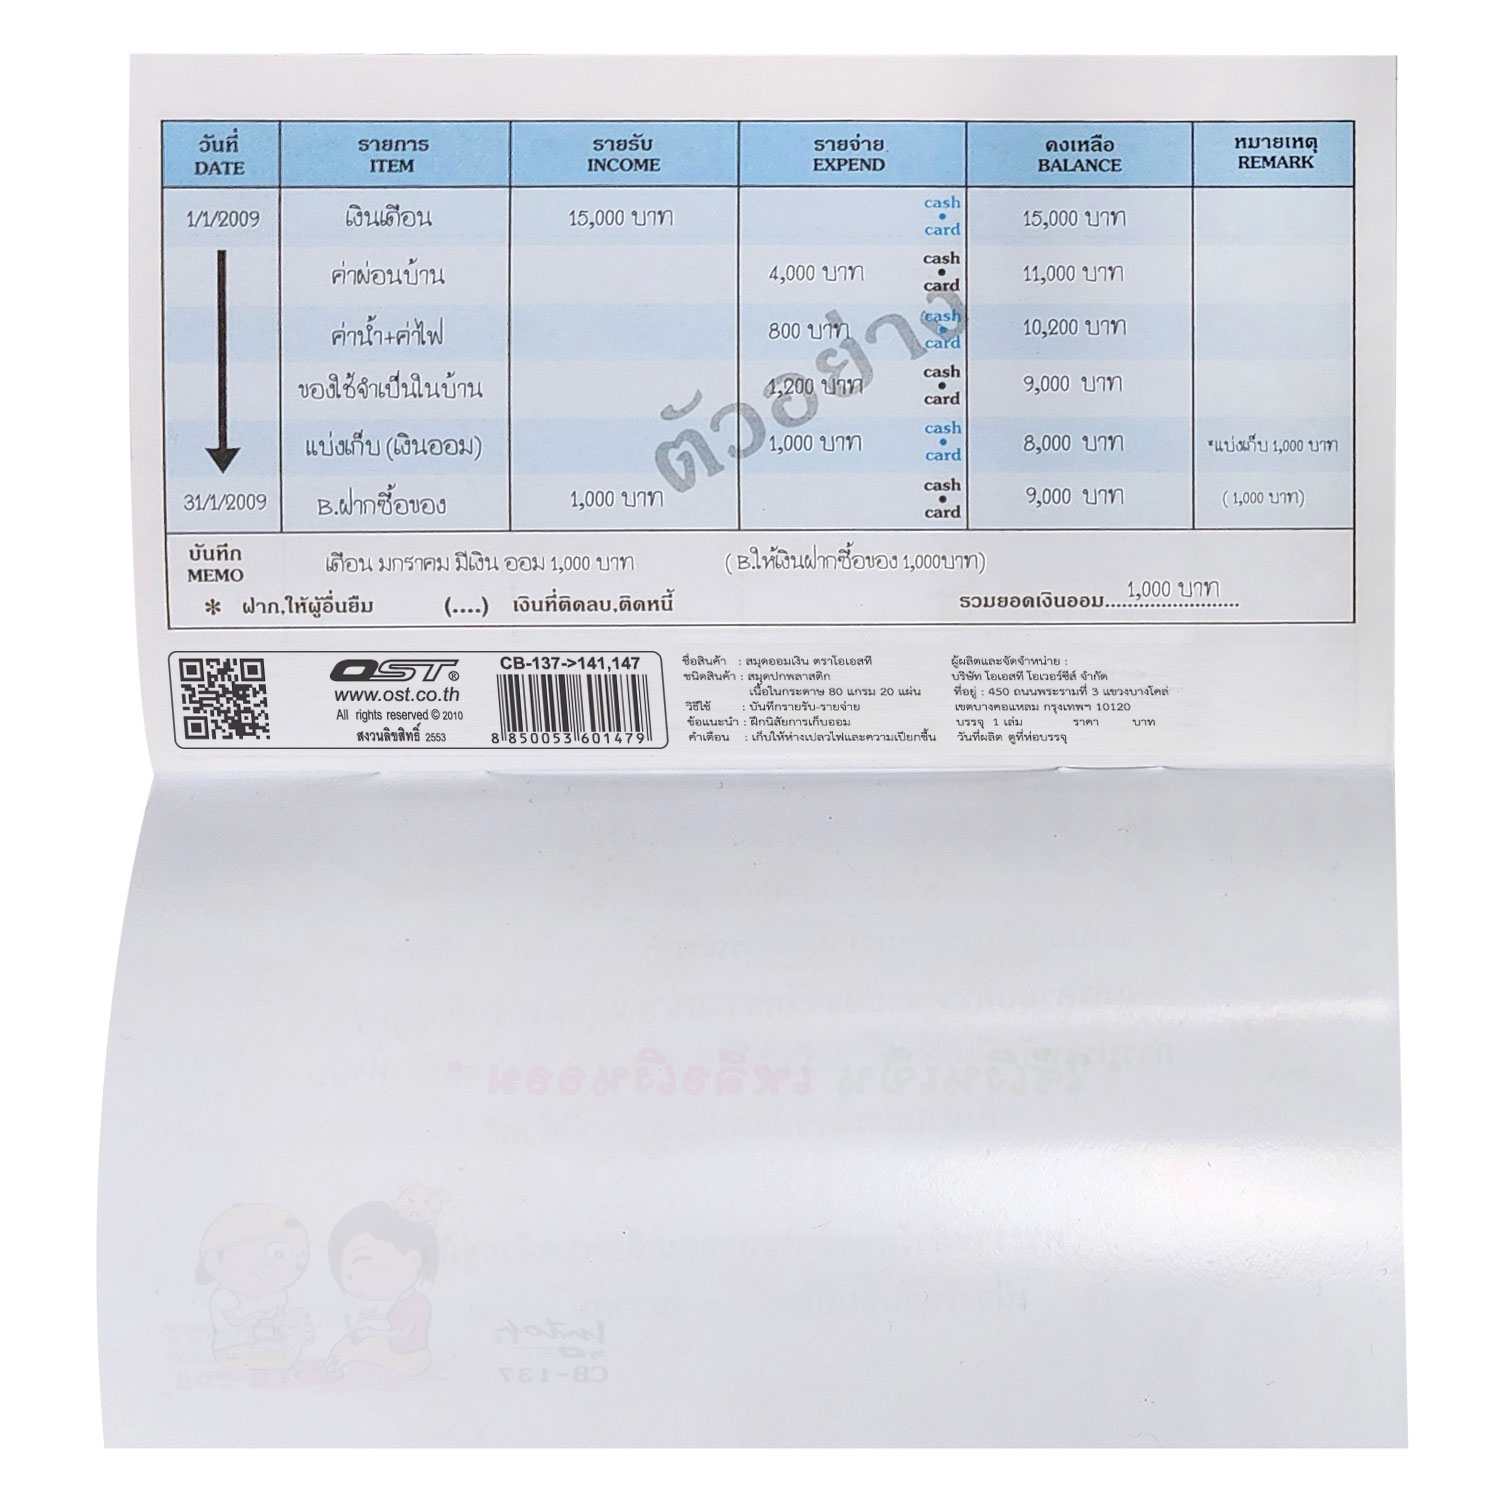 วันที่ รายการ รายรับ รายจ่าย คงเหลือ หมายเหตุ
DATE ITEM INCOME EXPEND BALANCE REMARK
1/1/2009 เงินเดือน 15,000 บาท cash • card 15,000 บาท
ค่าผ่อนบ้าน 4,000 บาท cash • card 11,000 บาท
ค่าน้ำ+ค่าไฟ 800 บาท cash • card 10,200 บาท
ของใช้จำเป็นในบ้าน 1,200 บาท cash • card 9,000 บาท
แบ่งเก็บ (เงินออม) 1,000 บาท cash • card 8,000 บาท *แบ่งเก็บ 1,000 บาท
31/1/2009 B.ฝากซื้อของ 1,000 บาท cash • card 9,000 บาท (1,000 บาท)
ตัวอย่าง
บันทึก
MEMO
เดือน มกราคม มีเงิน ออม 1,000 บาท (B.ให้เงินฝากซื้อของ 1,000บาท)
* ฝาก,ให้ผู้อื่นยืม (....) เงินที่ติดลบ,ติดหนี้ รวมยอดเงินออม....1,000 บาท....
OST®
www.ost.co.th
All rights reserved © 2010
สงวนลิขสิทธิ์ 2553
CB-137->141,147
8 850053 601479
ชื่อสินค้า : สมุดออมเงิน ตราโอเอสที
ชนิดสินค้า : สมุดปกพลาสติก
เนื้อในกระดาษ 80 แกรม 20 แผ่น
วิธีใช้ : บันทึกรายรับ-รายจ่าย
ข้อแนะนำ : ฝึกนิสัยการเก็บออม
คำเตือน : เก็บให้ห่างเปลวไฟและความเปียกชื้น
ผู้ผลิตและจัดจำหน่าย :
บริษัท โอเอสที โอเวอร์ซีส์ จำกัด
ที่อยู่ : 450 ถนนพระรามที่ 3 แขวงบางโคล่
เขตบางคอแหลม กรุงเทพฯ 10120
บรรจุ 1 เล่ม ราคา บาท
วันที่ผลิต ดูที่ห่อบรรจุ
"ใช้เงินเป็น เหลือเงินออม"
CB-137